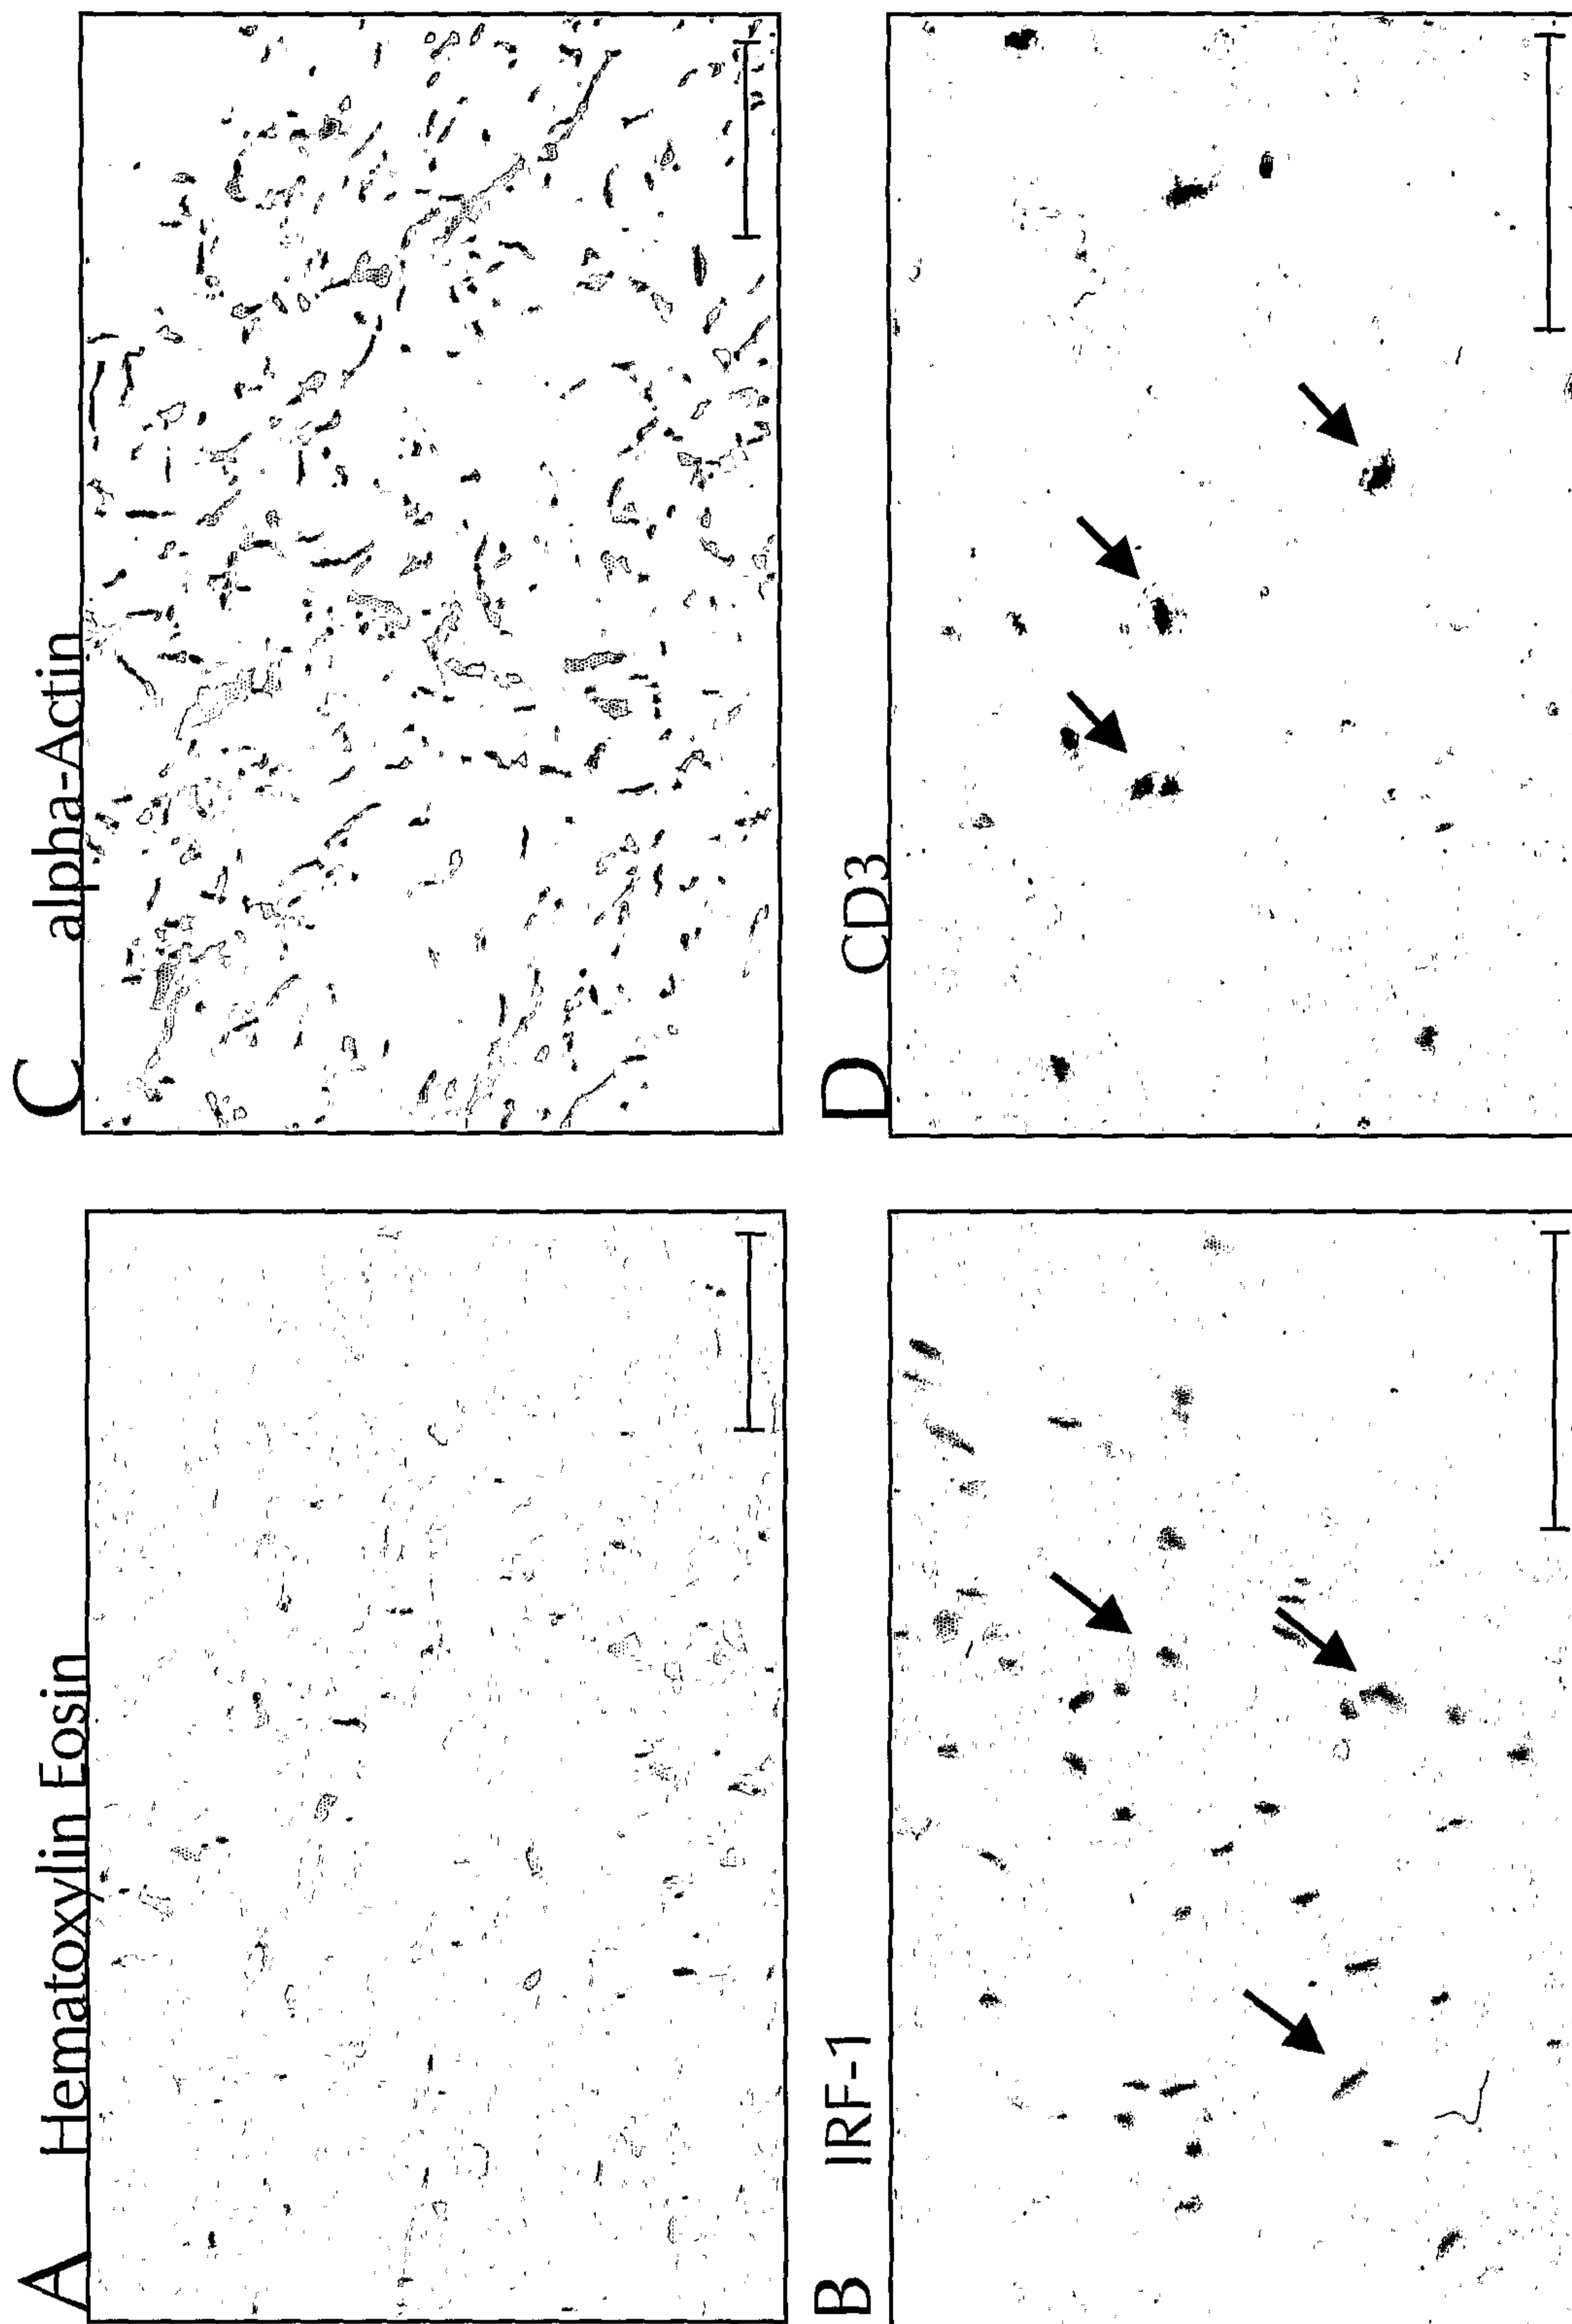 A Hematoxylin Eosin
C alpha-Actin
B IRF-1
D CD3